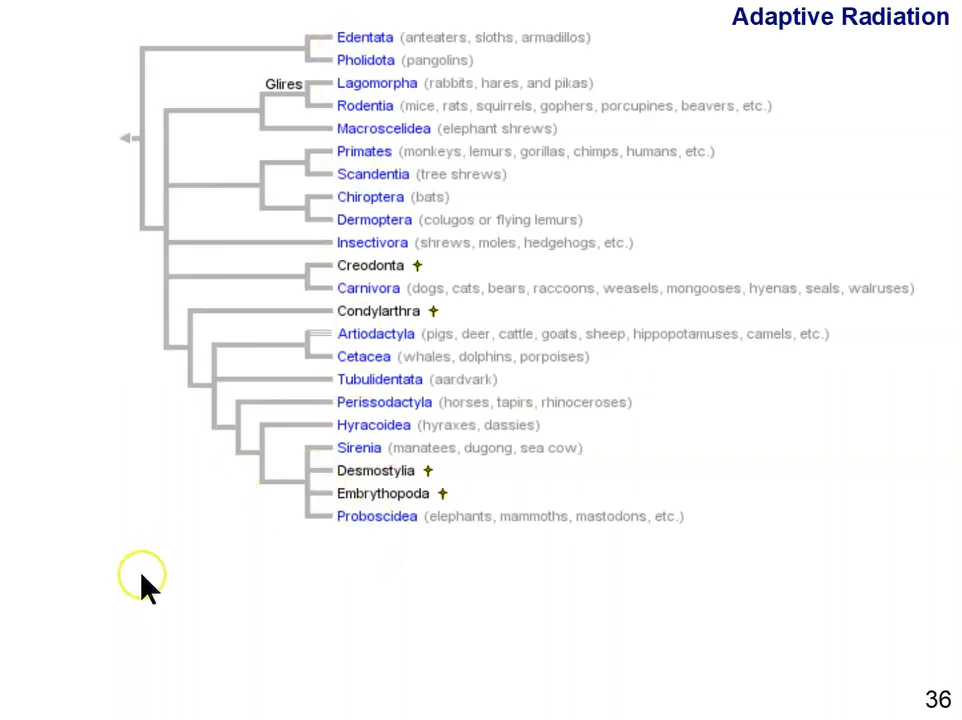 Adaptive Radiation
Edentata (anteaters, sloths, armadillos)
Pholidota (pangolins)
Glires
Lagomorpha (rabbits, hares, and pikas)
Rodentia (mice, rats, squirrels, gophers, porcupines, beavers, etc.)
Macroscelidea (elephant shrews)
Primates (monkeys, lemurs, gorillas, chimps, humans, etc.)
Scandentia (tree shrews)
Chiroptera (bats)
Dermoptera (colugos or flying lemurs)
Insectivora (shrews, moles, hedgehogs, etc.)
Creodonta
Carnivora (dogs, cats, bears, raccoons, weasels, mongooses, hyenas, seals, walruses)
Condylarthra
Artiodactyla (pigs, deer, cattle, goats, sheep, hippopotamuses, camels, etc.)
Cetacea (whales, dolphins, porpoises)
Tubulidentata (aardvark)
Perissodactyla (horses, tapirs, rhinoceroses)
Hyracoidea (hyraxes, dassies)
Sirenia (manatees, dugong, sea cow)
Desmostylia
Embrythopoda
Proboscidea (elephants, mammoths, mastodons, etc.)
36